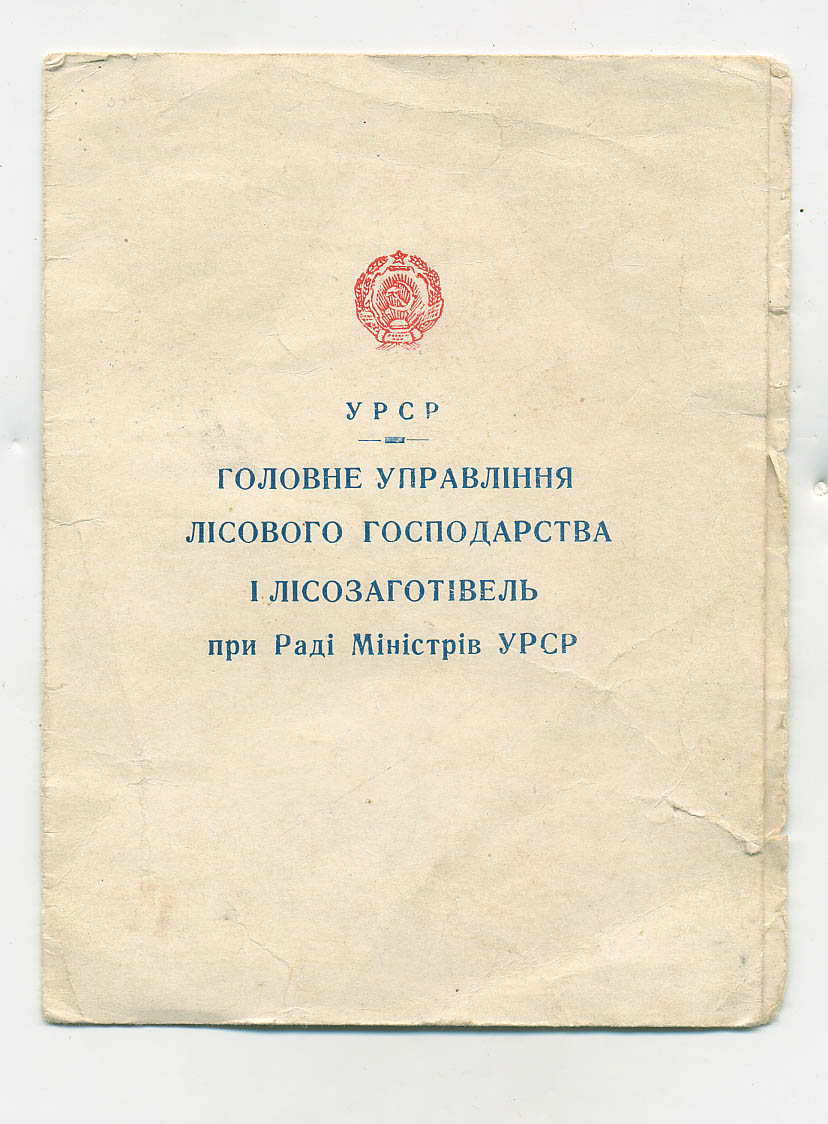 УРСР
ГОЛОВНЕ УПРАВЛІННЯ
ЛІСОВОГО ГОСПОДАРСТВА
І ЛІСОЗАГОТІВЕЛЬ
при Раді Міністрів УРСР